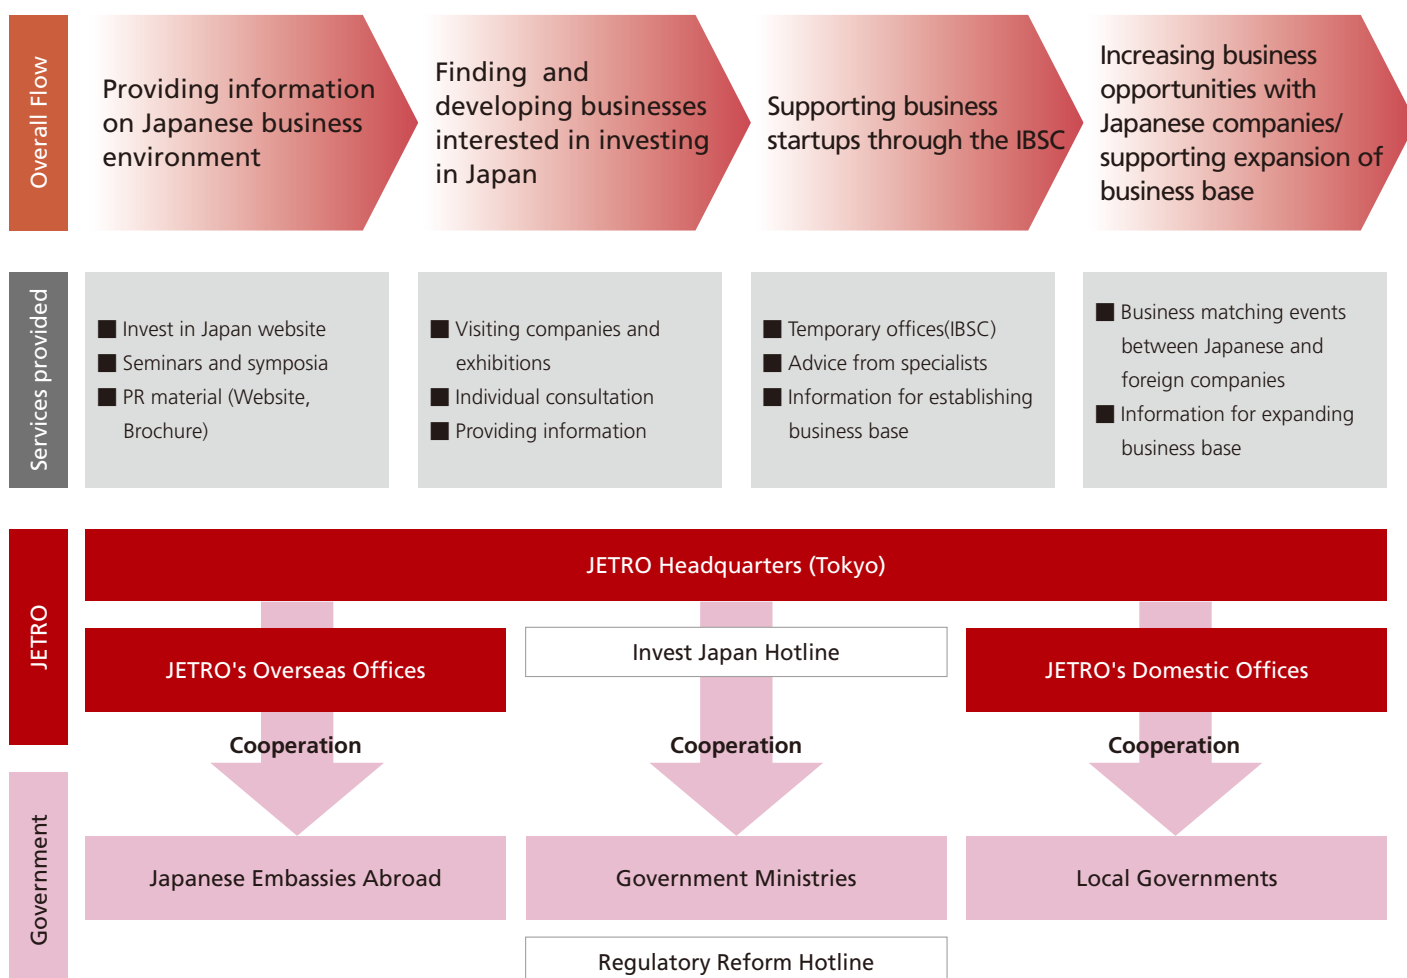 Overall Flow
Providing information
on Japanese business
environment
Finding and
developing businesses
interested in investing
in Japan
Supporting business
startups through the IBSC
Increasing business
opportunities with
Japanese companies/
supporting expansion of
business base
Services provided
■ Invest in Japan website
■ Seminars and symposia
■ PR material (Website,
Brochure)
■ Visiting companies and
exhibitions
■ Individual consultation
■ Providing information
■ Temporary offices(IBSC)
■ Advice from specialists
■ Information for establishing
business base
■ Business matching events
between Japanese and
foreign companies
■ Information for expanding
business base
JETRO
JETRO Headquarters (Tokyo)
JETRO's Overseas Offices
Invest Japan Hotline
JETRO's Domestic Offices
Cooperation
Cooperation
Cooperation
Government
Japanese Embassies Abroad
Government Ministries
Local Governments
Regulatory Reform Hotline